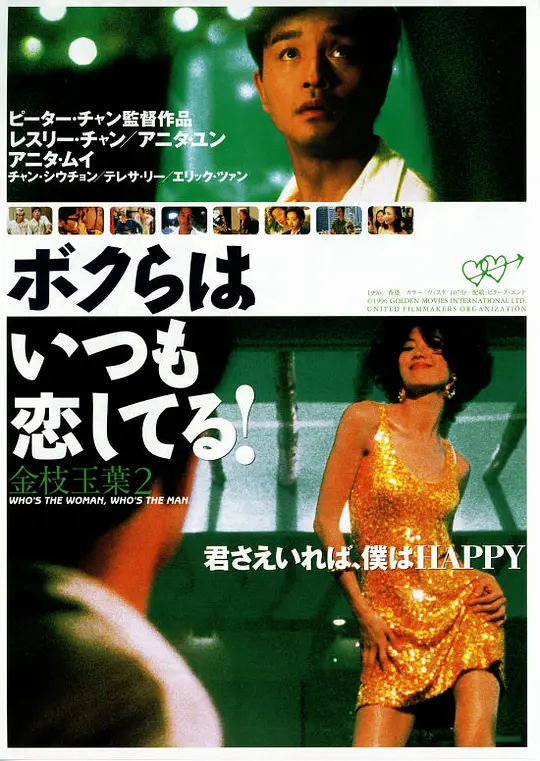 ピーター・チャン監督作品
レスリー・チャン/アニタ・ユン
アニタ・ムイ
チャン・シウチョン/テレサ・リー/エリック・ツァン
ボクらは
1996/香港/カラー/ヴィスタ/107分/配給:ビターズ・エンド
©1996 GOLDEN MOVIES INTERNATIONAL LTD.
UNITED FILMMAKERS ORGANIZATION
いつも
恋してる!
金枝玉葉2
WHO'S THE WOMAN, WHO'S THE MAN
君さえいれば、僕はHAPPY